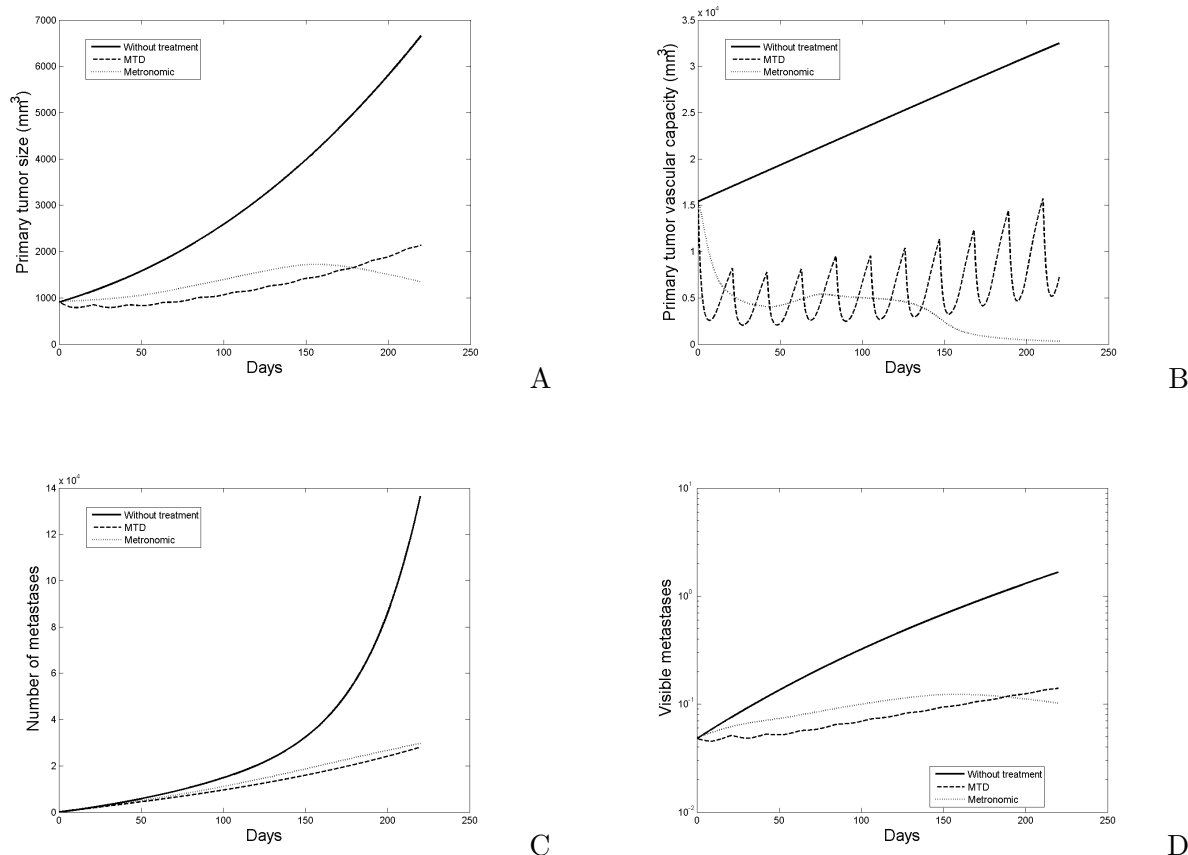 7000
6000
5000
4000
3000
2000
1000
0
Primary tumor size (mm3)
Without treatment
MTD
Metronomic
0 50 100 150 200 250
Days
A
x 10^4
3.5
3
2.5
2
1.5
1
0.5
0
Primary tumor vascular capacity (mm3)
Without treatment
MTD
Metronomic
0 50 100 150 200 250
Days
B
x 10^4
14
12
10
8
6
4
2
0
Number of metastases
Without treatment
MTD
Metronomic
0 50 100 150 200 250
Days
C
10^1
10^0
10^-1
10^-2
Visible metastases
Without treatment
MTD
Metronomic
0 50 100 150 200 250
Days
D